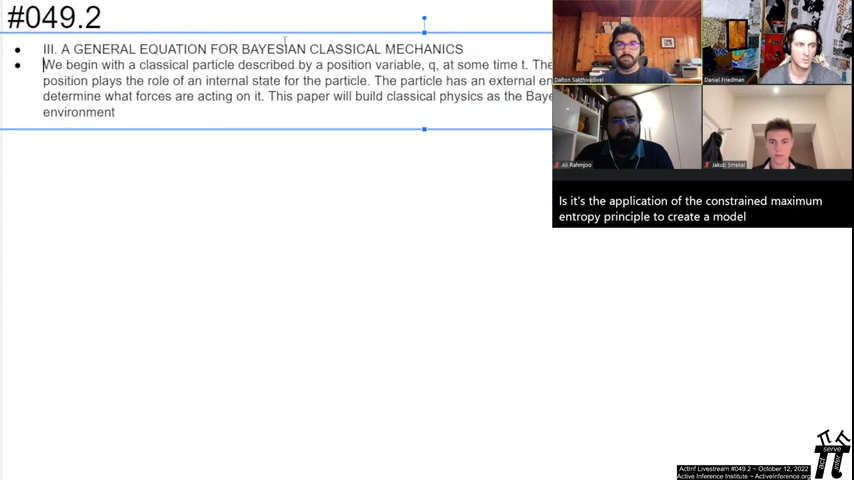 #049.2
III. A GENERAL EQUATION FOR BAYESIAN CLASSICAL MECHANICS
We begin with a classical particle described by a position variable, q, at some time t. The
position plays the role of an internal state for the particle. The particle has an external en
determine what forces are acting on it. This paper will build classical physics as the Baye
environment
Dalton Sakthivadivel
Daniel Friedman
Ali Rahmjoo
Jakub Smekal
Is it's the application of the constrained maximum
entropy principle to create a model
serve
act
infer
ActInf Livestream #049.2 ~ October 12, 2022
Active Inference Institute ~ ActiveInference.org